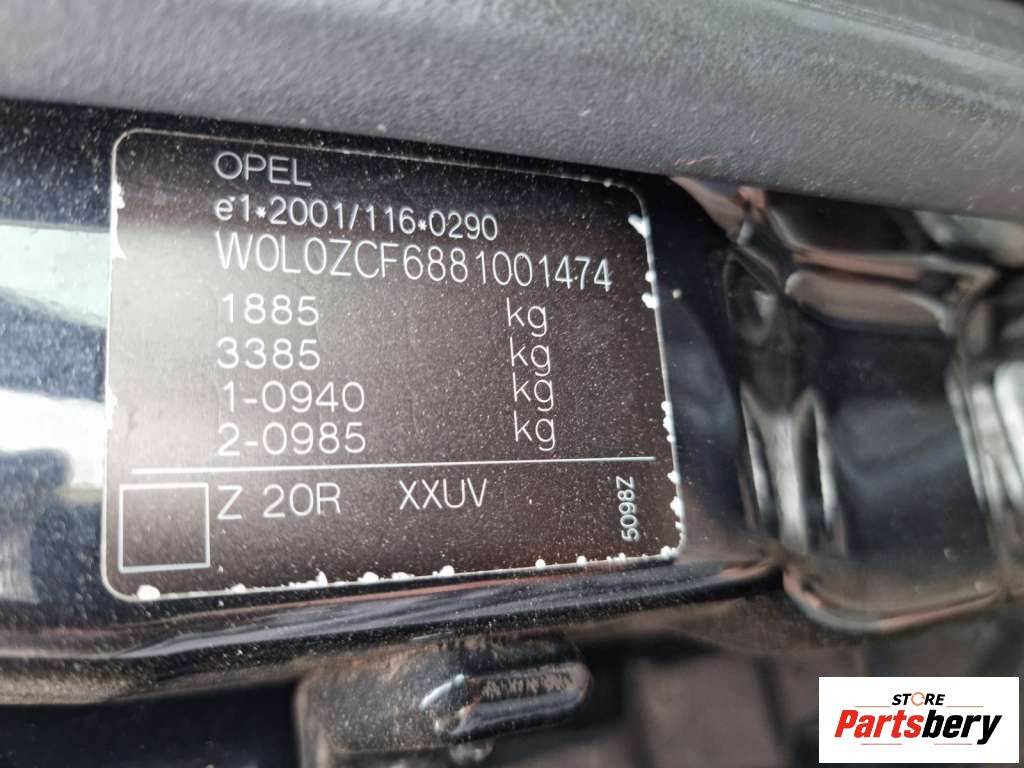 OPEL
e1*2001/116*0290
W0L0ZCF6881001474
1885 kg
3385 kg
1-0940 kg
2-0985 kg
Z 20R XXUV
5098Z
STORE
Partsbery